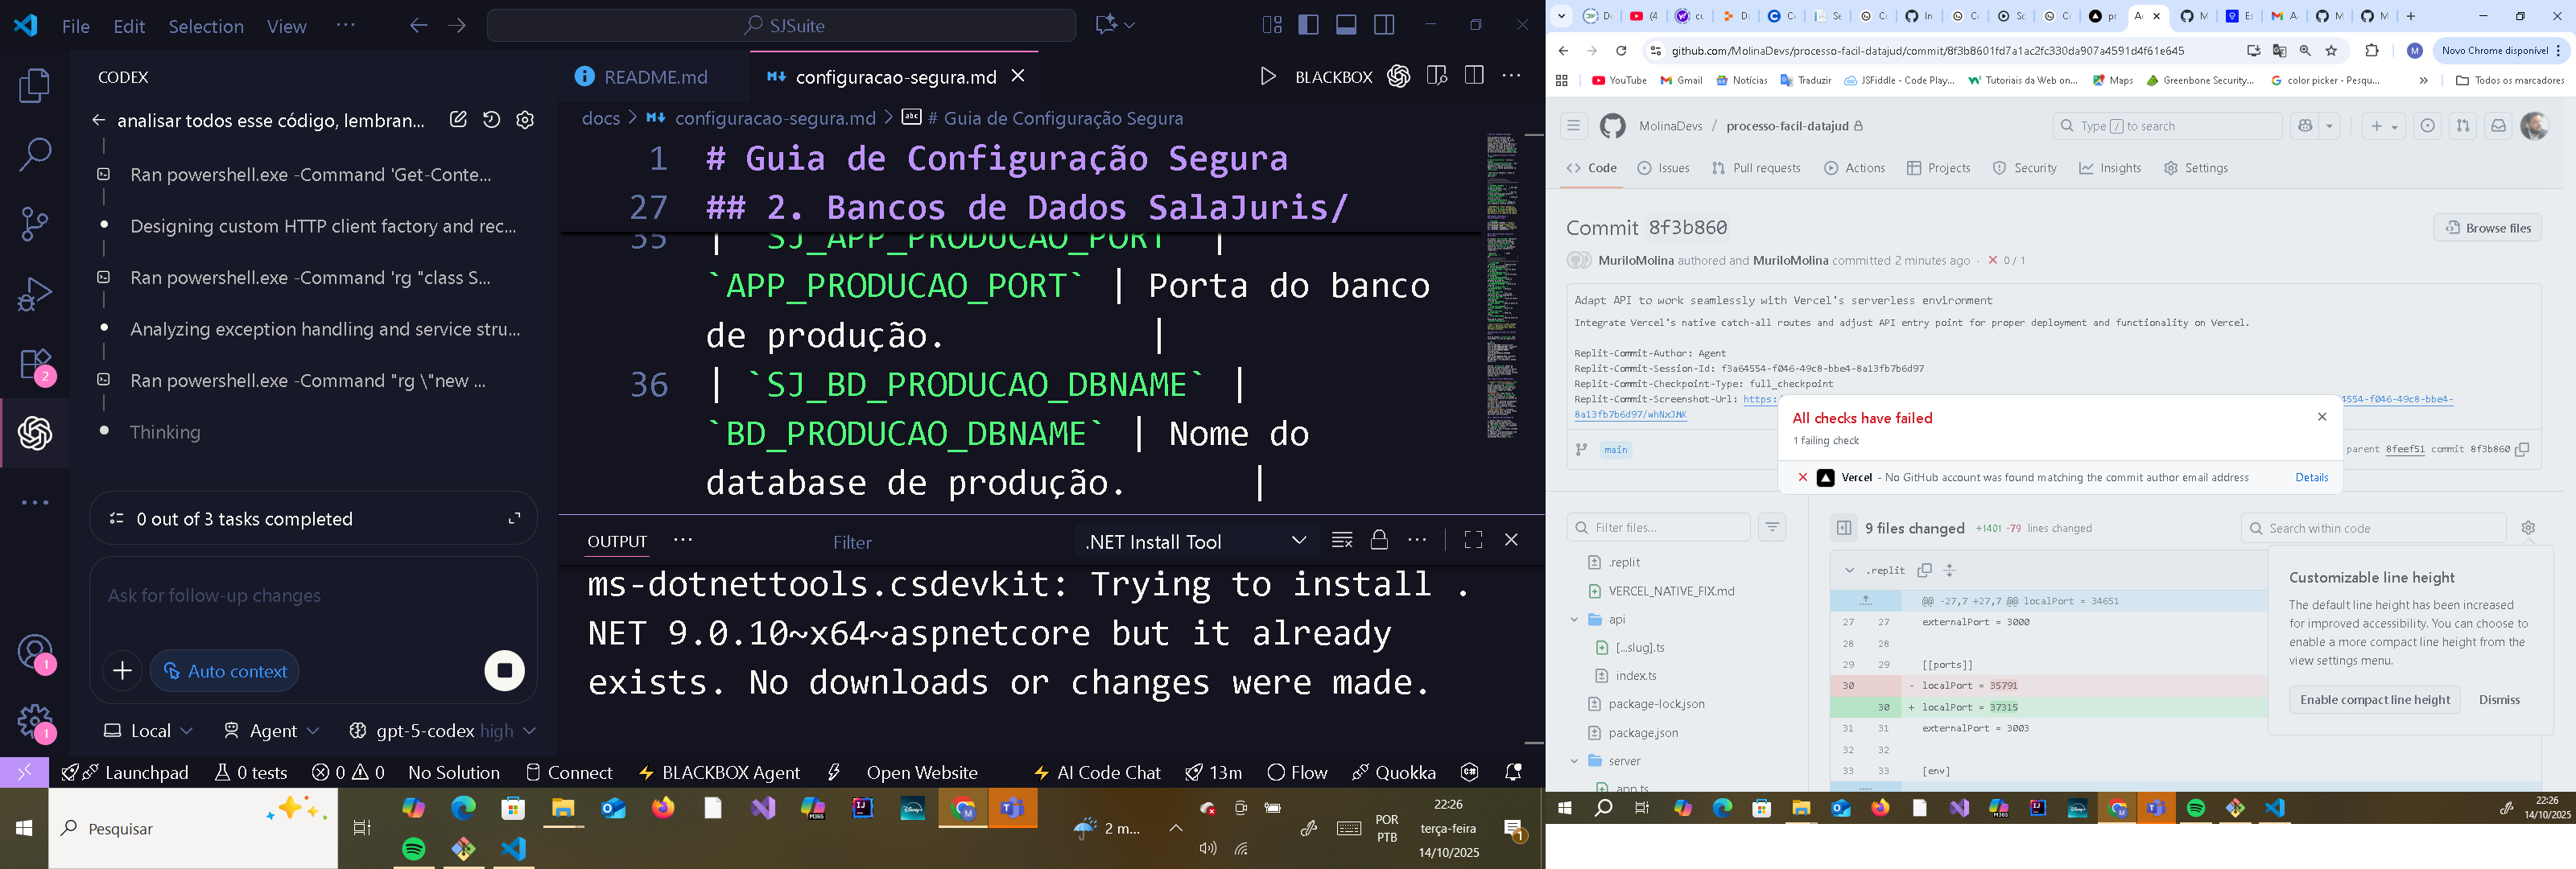 File Edit Selection View ··· SJSuite
CODEX
analisar todos esse código, lembran...
Ran powershell.exe -Command 'Get-Conte...
Designing custom HTTP client factory and rec...
Ran powershell.exe -Command 'rg "class S...
Analyzing exception handling and service stru...
Ran powershell.exe -Command "rg \"new ...
Thinking
0 out of 3 tasks completed
Ask for follow-up changes
Auto context
Local Agent gpt-5-codex high
2
1
1
README.md configuracao-segura.md BLACKBOX
docs > configuracao-segura.md > # Guia de Configuração Segura
1 # Guia de Configuração Segura
27 ## 2. Bancos de Dados SalaJuris/
35 | `SJ_APP_PRODUCAO_PORT` |
`APP_PRODUCAO_PORT` | Porta do banco
de produção. |
36 | `SJ_BD_PRODUCAO_DBNAME` |
`BD_PRODUCAO_DBNAME` | Nome do
database de produção. |
OUTPUT ··· Filter .NET Install Tool
ms-dotnettools.csdevkit: Trying to install .
NET 9.0.10~x64~aspnetcore but it already
exists. No downloads or changes were made.
Launchpad 0 tests 0 0 No Solution Connect BLACKBOX Agent Open Website AI Code Chat 13m Flow Quokka
Pesquisar
2 m...
POR
PTB
22:26
terça-feira
14/10/2025
1
github.com/MolinaDevs/processo-facil-datajud/commit/8f3b8601fd7a1ac2fc330da907a4591d4f61e645
M
Novo Chrome disponível
YouTube Gmail Notícias Traduzir JSFiddle - Code Play... Tutoriais da Web on... Maps Greenbone Security... color picker - Pesqu... Todos os marcadores
MolinaDevs / processo-facil-datajud
Type / to search
Code Issues Pull requests Actions Projects Security Insights Settings
Commit 8f3b860
Browse files
MuriloMolina authored and MuriloMolina committed 2 minutes ago · 0 / 1
Adapt API to work seamlessly with Vercel's serverless environment
Integrate Vercel's native catch-all routes and adjust API entry point for proper deployment and functionality on Vercel.
Replit-Commit-Author: Agent
Replit-Commit-Session-Id: f3a64554-f046-49c8-bbe4-8a13fb7b6d97
Replit-Commit-Checkpoint-Type: full_checkpoint
Replit-Commit-Screenshot-Url: https: 4554-f046-49c8-bbe4-
8a13fb7b6d97/whNxJMK
main
parent 8feef51 commit 8f3b860
All checks have failed
1 failing check
Vercel - No GitHub account was found matching the commit author email address Details
Filter files...
.replit
VERCEL_NATIVE_FIX.md
api
[...slug].ts
index.ts
package-lock.json
package.json
server
app.ts
9 files changed +1401 -79 lines changed
Search within code
.replit
@@ -27,7 +27,7 @@ localPort = 34651
27 27 externalPort = 3000
28 28
29 29 [[ports]]
30 - localPort = 35791
30 + localPort = 37315
31 31 externalPort = 3003
32 32
33 33 [env]
Customizable line height
The default line height has been increased
for improved accessibility. You can choose to
enable a more compact line height from the
view settings menu.
Enable compact line height Dismiss
22:26
14/10/2025